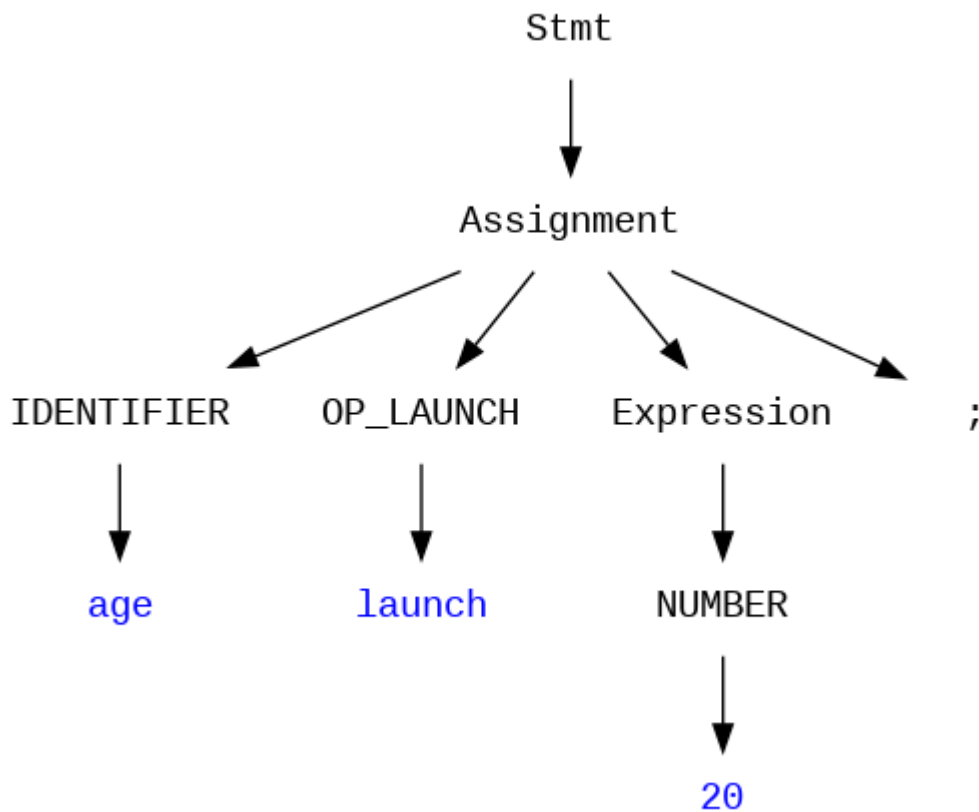 Stmt
Assignment
IDENTIFIER OP_LAUNCH Expression ;
age launch NUMBER
20